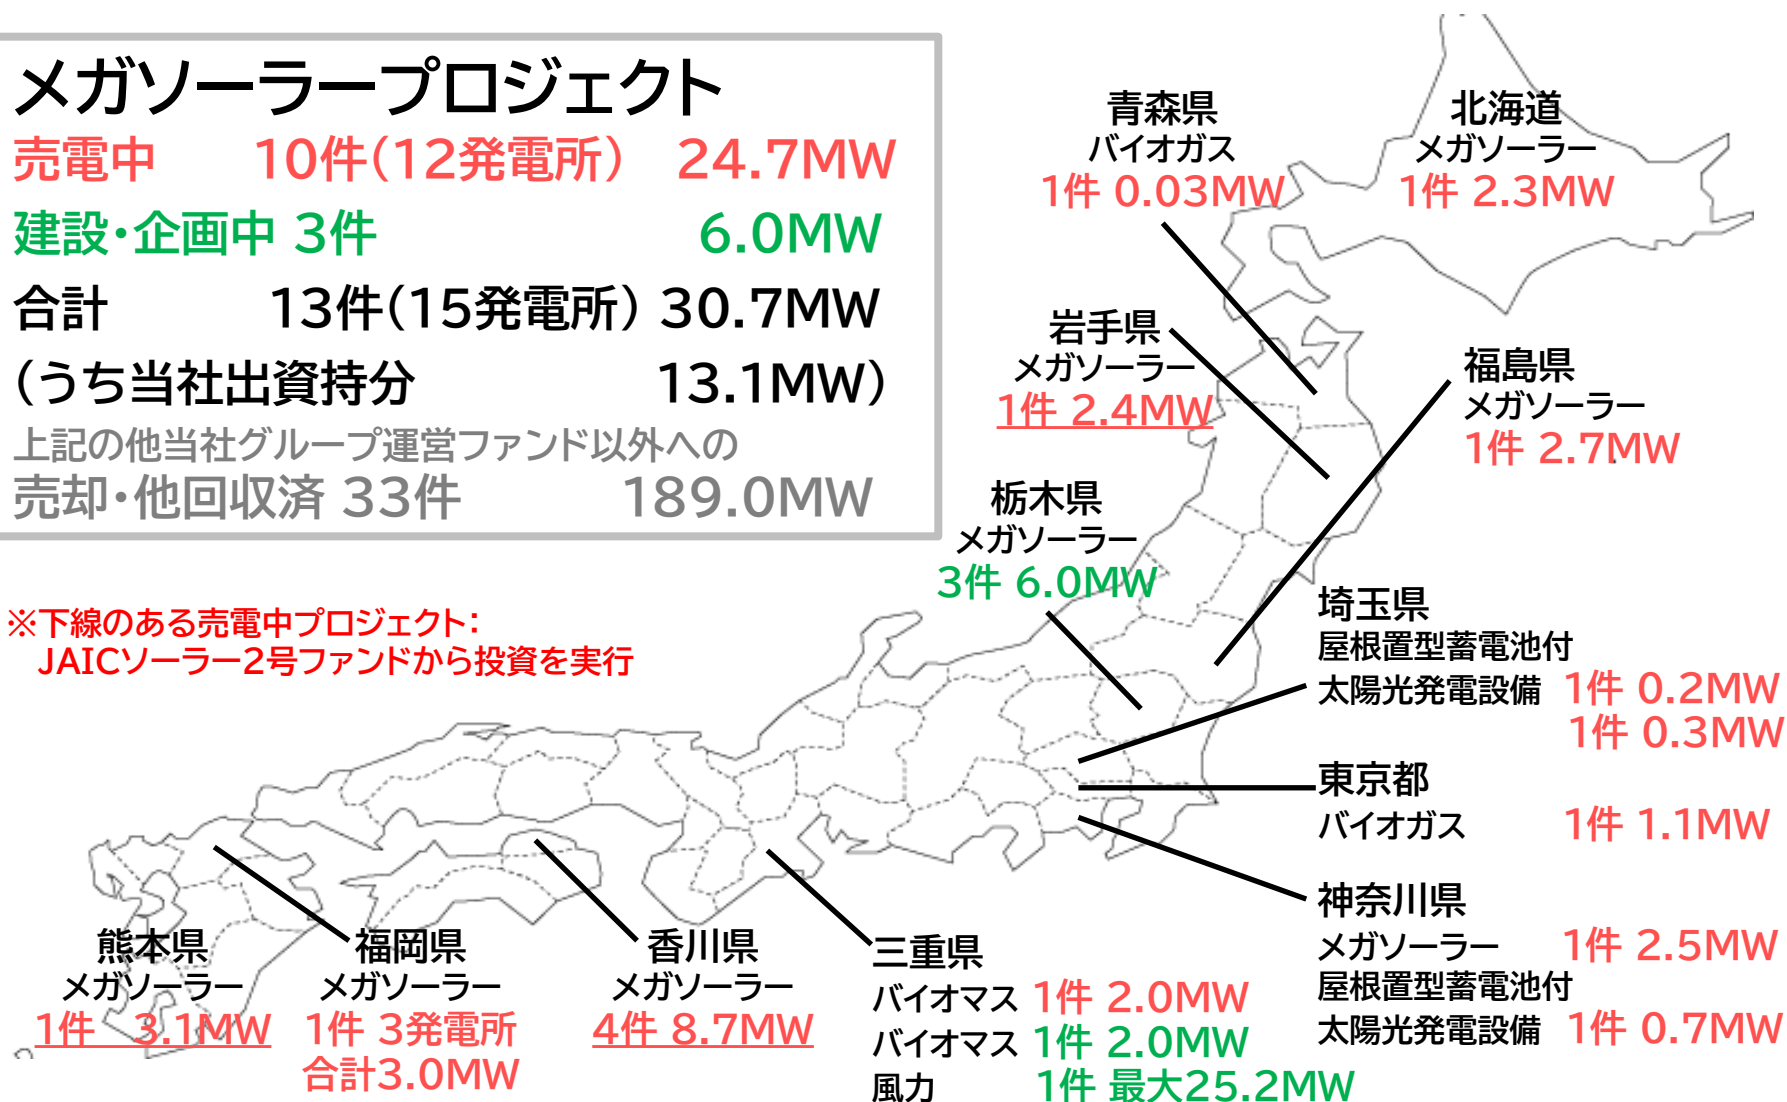 メガソーラープロジェクト
売電中 10件(12発電所) 24.7MW
建設・企画中 3件 6.0MW
合計 13件(15発電所) 30.7MW
(うち当社出資持分 13.1MW)
上記の他当社グループ運営ファンド以外への
売却・他回収済 33件 189.0MW
※下線のある売電中プロジェクト:
JAICソーラー2号ファンドから投資を実行
青森県
バイオガス
1件 0.03MW
北海道
メガソーラー
1件 2.3MW
岩手県
メガソーラー
1件 2.4MW
福島県
メガソーラー
1件 2.7MW
栃木県
メガソーラー
3件 6.0MW
埼玉県
屋根置型蓄電池付
太陽光発電設備 1件 0.2MW
1件 0.3MW
東京都
バイオガス 1件 1.1MW
神奈川県
メガソーラー 1件 2.5MW
屋根置型蓄電池付
太陽光発電設備 1件 0.7MW
熊本県
メガソーラー
1件 3.1MW
福岡県
メガソーラー
1件 3発電所
合計3.0MW
香川県
メガソーラー
4件 8.7MW
三重県
バイオマス 1件 2.0MW
バイオマス 1件 2.0MW
風力 1件 最大25.2MW